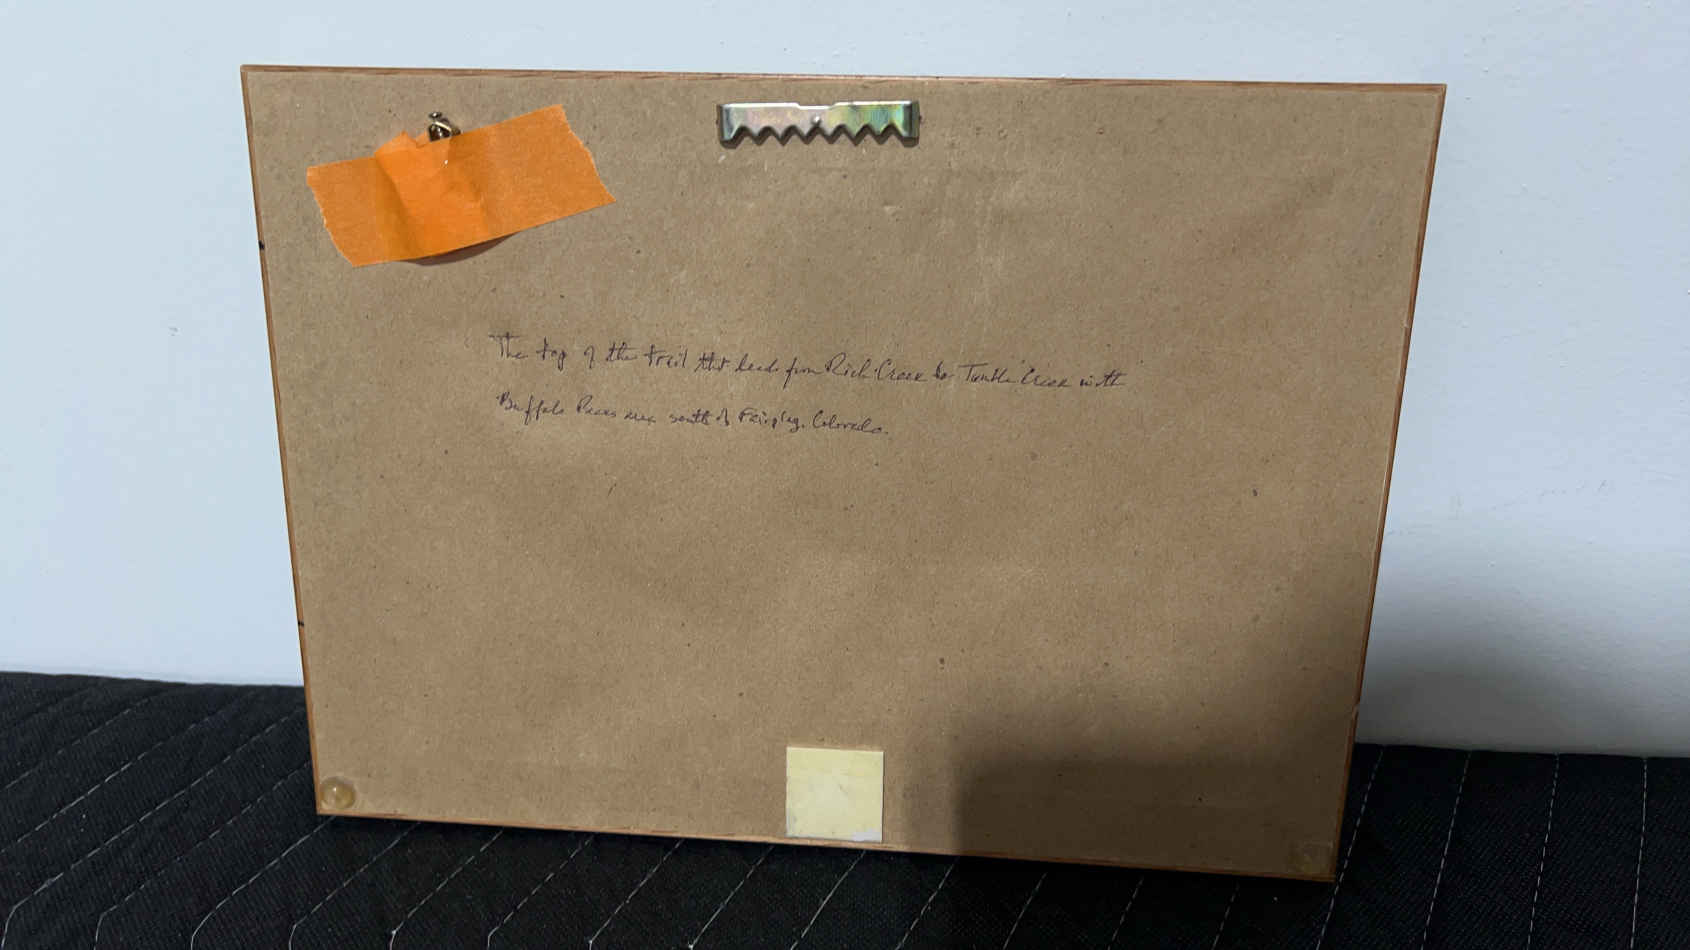 The top of the trail that leads from Rich Creek to Tumble Creek with
Buffalo Peaks area south of Fairplay, Colorado.